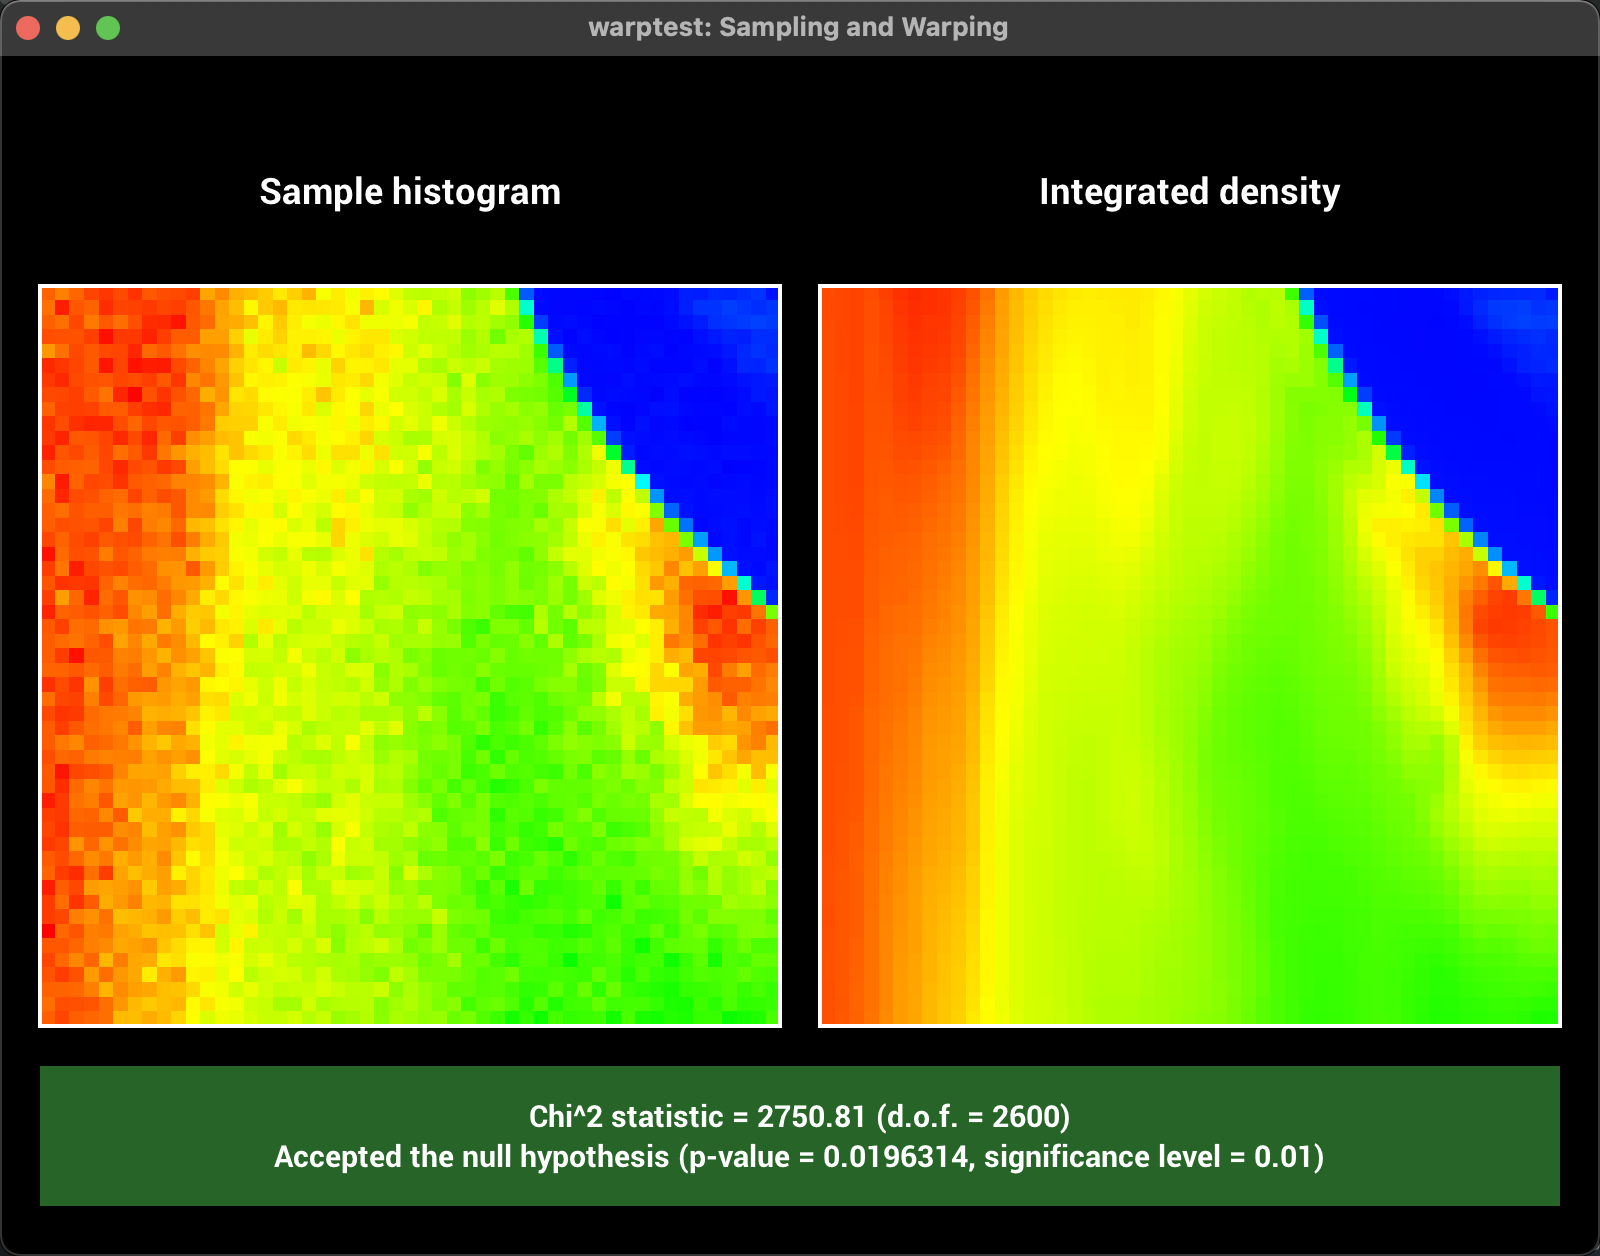 warptest: Sampling and Warping
Sample histogram
Integrated density
Chi^2 statistic = 2750.81 (d.o.f. = 2600)
Accepted the null hypothesis (p-value = 0.0196314, significance level = 0.01)